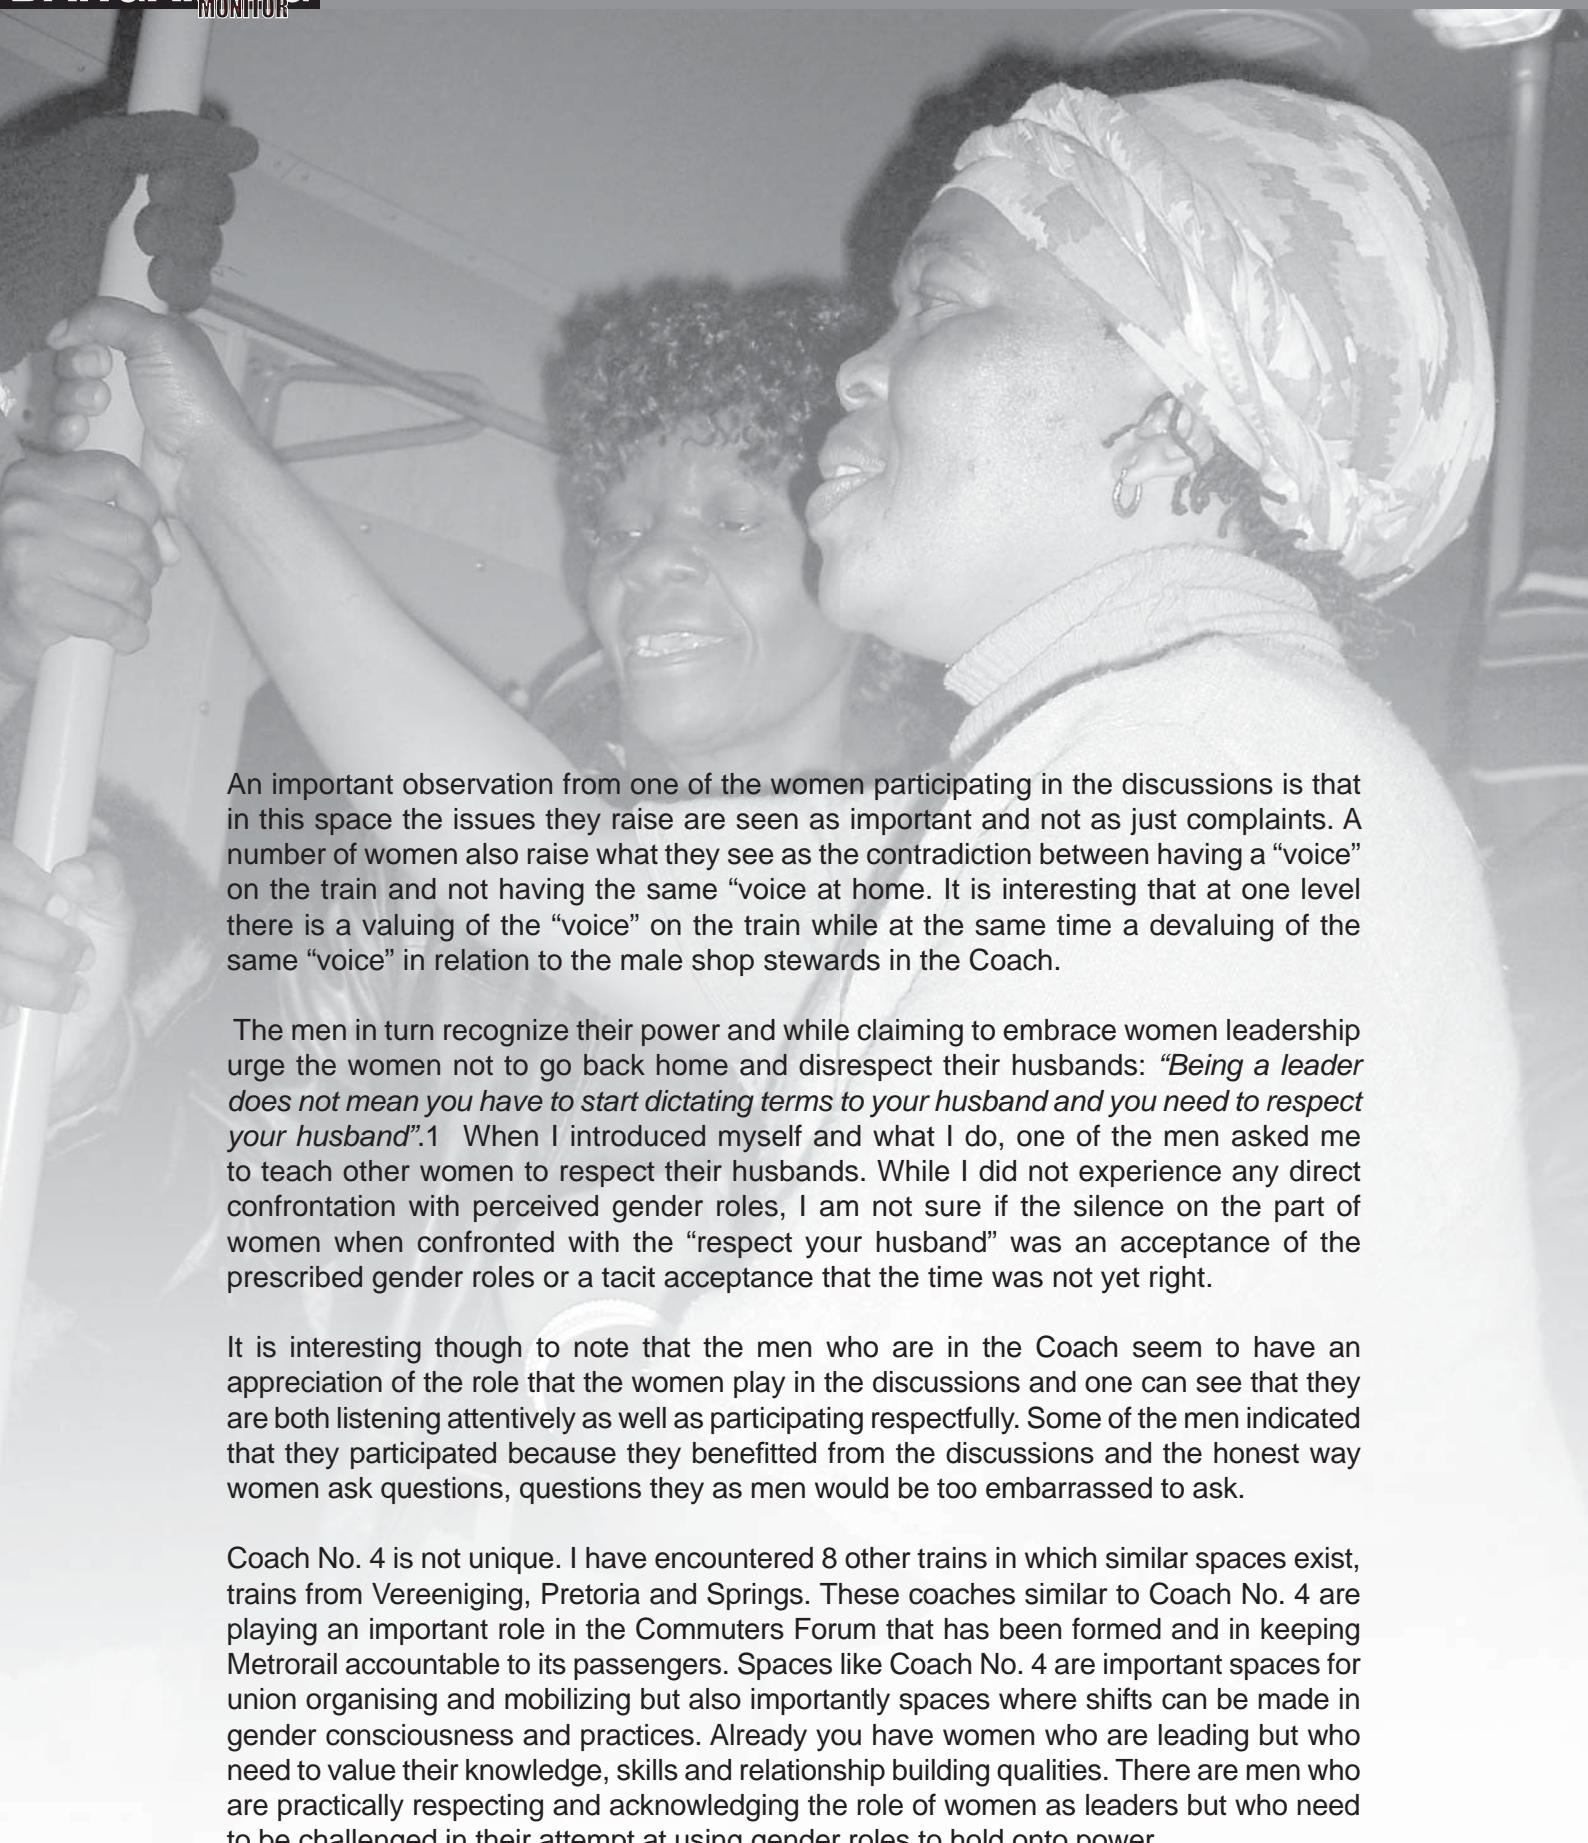 MONITOR
An important observation from one of the women participating in the discussions is that
in this space the issues they raise are seen as important and not as just complaints. A
number of women also raise what they see as the contradiction between having a “voice”
on the train and not having the same “voice at home. It is interesting that at one level
there is a valuing of the “voice” on the train while at the same time a devaluing of the
same “voice” in relation to the male shop stewards in the Coach.
The men in turn recognize their power and while claiming to embrace women leadership
urge the women not to go back home and disrespect their husbands: “Being a leader
does not mean you have to start dictating terms to your husband and you need to respect
your husband”.1 When I introduced myself and what I do, one of the men asked me
to teach other women to respect their husbands. While I did not experience any direct
confrontation with perceived gender roles, I am not sure if the silence on the part of
women when confronted with the “respect your husband” was an acceptance of the
prescribed gender roles or a tacit acceptance that the time was not yet right.
It is interesting though to note that the men who are in the Coach seem to have an
appreciation of the role that the women play in the discussions and one can see that they
are both listening attentively as well as participating respectfully. Some of the men indicated
that they participated because they benefitted from the discussions and the honest way
women ask questions, questions they as men would be too embarrassed to ask.
Coach No. 4 is not unique. I have encountered 8 other trains in which similar spaces exist,
trains from Vereeniging, Pretoria and Springs. These coaches similar to Coach No. 4 are
playing an important role in the Commuters Forum that has been formed and in keeping
Metrorail accountable to its passengers. Spaces like Coach No. 4 are important spaces for
union organising and mobilizing but also importantly spaces where shifts can be made in
gender consciousness and practices. Already you have women who are leading but who
need to value their knowledge, skills and relationship building qualities. There are men who
are practically respecting and acknowledging the role of women as leaders but who need
to be challenged in their attempt at using gender roles to hold onto power.